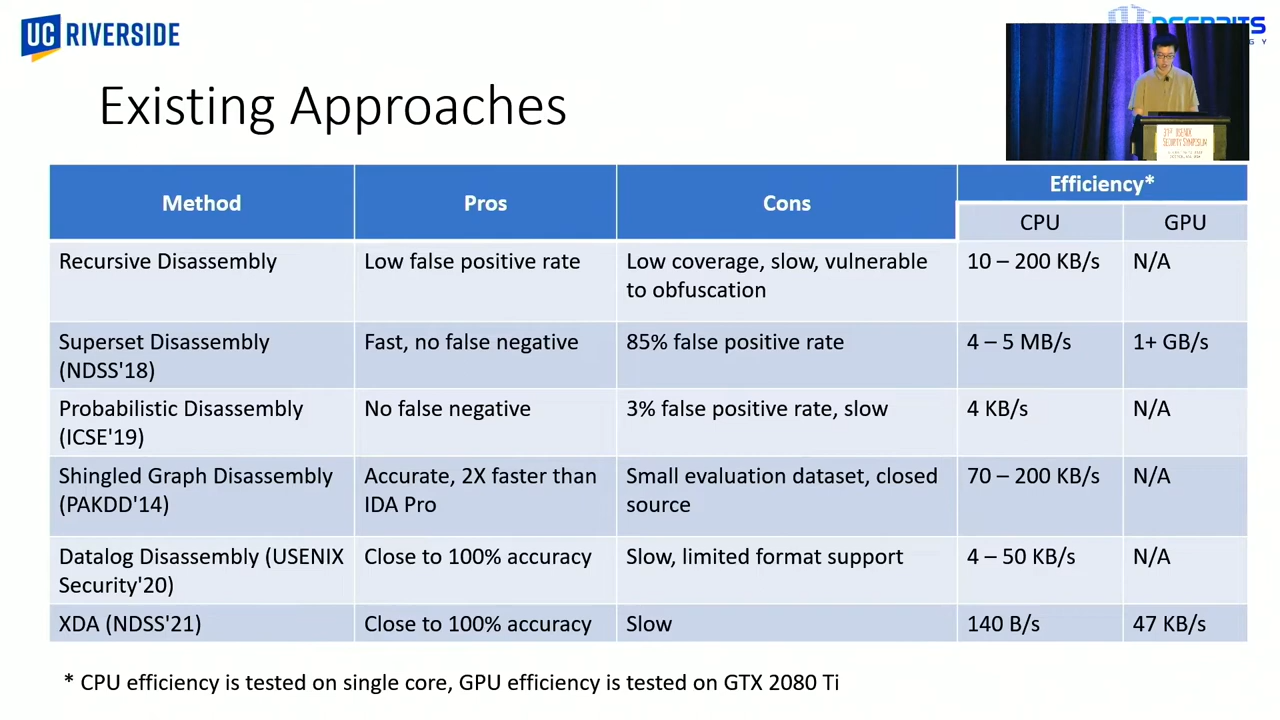 UC RIVERSIDE
DEEPBITS
Existing Approaches
31ST USENIX
SECURITY SYMPOSIUM
Method Pros Cons Efficiency*
CPU GPU
Recursive Disassembly Low false positive rate Low coverage, slow, vulnerable 10 – 200 KB/s N/A
to obfuscation
Superset Disassembly Fast, no false negative 85% false positive rate 4 – 5 MB/s 1+ GB/s
(NDSS'18)
Probabilistic Disassembly No false negative 3% false positive rate, slow 4 KB/s N/A
(ICSE'19)
Shingled Graph Disassembly Accurate, 2X faster than Small evaluation dataset, closed 70 – 200 KB/s N/A
(PAKDD'14) IDA Pro source
Datalog Disassembly (USENIX Close to 100% accuracy Slow, limited format support 4 – 50 KB/s N/A
Security'20)
XDA (NDSS'21) Close to 100% accuracy Slow 140 B/s 47 KB/s
* CPU efficiency is tested on single core, GPU efficiency is tested on GTX 2080 Ti